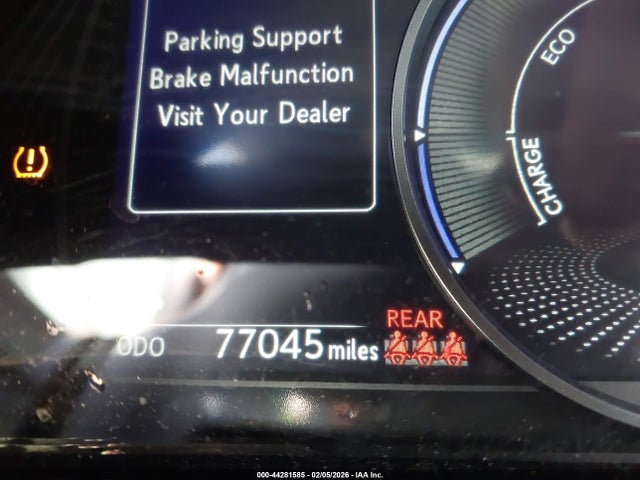 Parking Support
Brake Malfunction
Visit Your Dealer
ECO
CHARGE
REAR
ODO 77045 miles
000-44281585 - 02/05/2026 - IAA Inc.